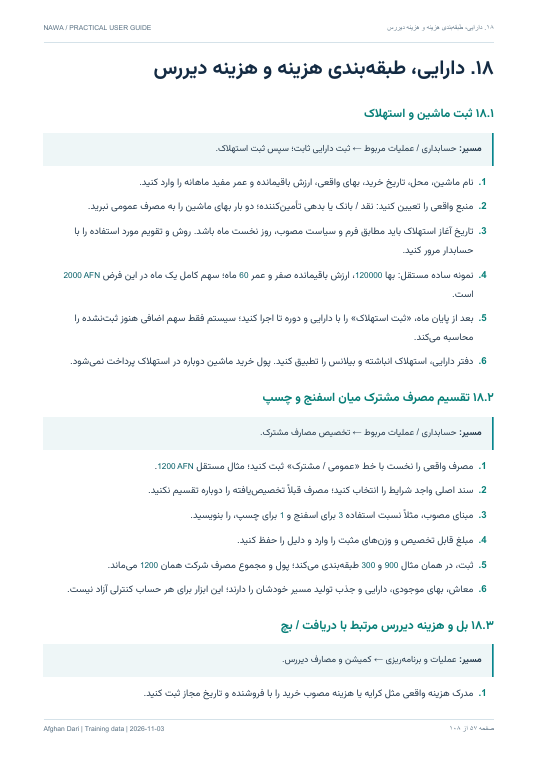 NAWA / PRACTICAL USER GUIDE
۱۸. دارایی، طبقه‌بندی هزینه و هزینه دیررس
۱۸. دارایی، طبقه‌بندی هزینه و هزینه دیررس
۱۸.۱ ثبت ماشین و استهلاک
مسیر: حسابداری / عملیات مربوط ← ثبت دارایی ثابت؛ سپس ثبت استهلاک.
1. نام ماشین، محل، تاریخ خرید، بهای واقعی، ارزش باقیمانده و عمر مفید ماهانه را وارد کنید.
2. منبع واقعی را تعیین کنید: نقد / بانک یا بدهی تأمین‌کننده؛ دو بار بهای ماشین را به مصرف عمومی نبرید.
3. تاریخ آغاز استهلاک باید مطابق فرم و سیاست مصوب، روز نخست ماه باشد. روش و تقویم مورد استفاده را با
حسابدار مرور کنید.
4. نمونه ساده مستقل: بها 120000، ارزش باقیمانده صفر و عمر 60 ماه؛ سهم کامل یک ماه در این فرض 2000 AFN
است.
5. بعد از پایان ماه، «ثبت استهلاک» را با دارایی و دوره تا اجرا کنید؛ سیستم فقط سهم اضافی هنوز ثبت‌نشده را
محاسبه می‌کند.
6. دفتر دارایی، استهلاک انباشته و بیلانس را تطبیق کنید. پول خرید ماشین دوباره در استهلاک پرداخت نمی‌شود.
۱۸.۲ تقسیم مصرف مشترک میان اسفنج و چسپ
مسیر: حسابداری / عملیات مربوط ← تخصیص مصارف مشترک.
1. مصرف واقعی را نخست با خط «عمومی / مشترک» ثبت کنید؛ مثال مستقل 1200 AFN.
2. سند اصلی واجد شرایط را انتخاب کنید؛ مصرف قبلاً تخصیص‌یافته را دوباره تقسیم نکنید.
3. مبنای مصوب، مثلاً نسبت استفاده 3 برای اسفنج و 1 برای چسپ، را بنویسید.
4. مبلغ قابل تخصیص و وزن‌های مثبت را وارد و دلیل را حفظ کنید.
5. ثبت، در همان مثال 900 و 300 طبقه‌بندی می‌کند؛ پول و مجموع مصرف شرکت همان 1200 می‌ماند.
6. معاش، بهای موجودی، دارایی و جذب تولید مسیر خودشان را دارند؛ این ابزار برای هر حساب کنترلی آزاد نیست.
۱۸.۳ بل و هزینه دیررس مرتبط با دریافت / بچ
مسیر: عملیات و برنامه‌ریزی ← کمیشن و مصارف دیررس.
1. مدرک هزینه واقعی مثل کرایه یا هزینه مصوب خرید را با فروشنده و تاریخ مجاز ثبت کنید.
Afghan Dari | Training data | 2026-11-03
صفحه ۵۷ از ۱۰۸